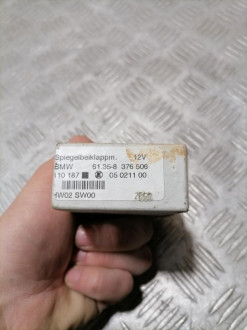 Spiegelbeiklappm. 12V
BMW 61.35-8 376 506
110 187 05 0211 00
HW02 SW00